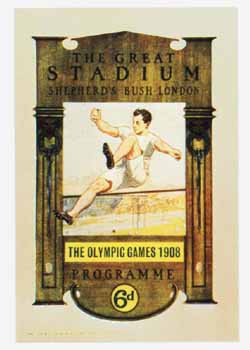 THE GREAT
STADIUM
SHEPHERD'S BUSH LONDON
THE OLYMPIC GAMES 1908
PROGRAMME
6d